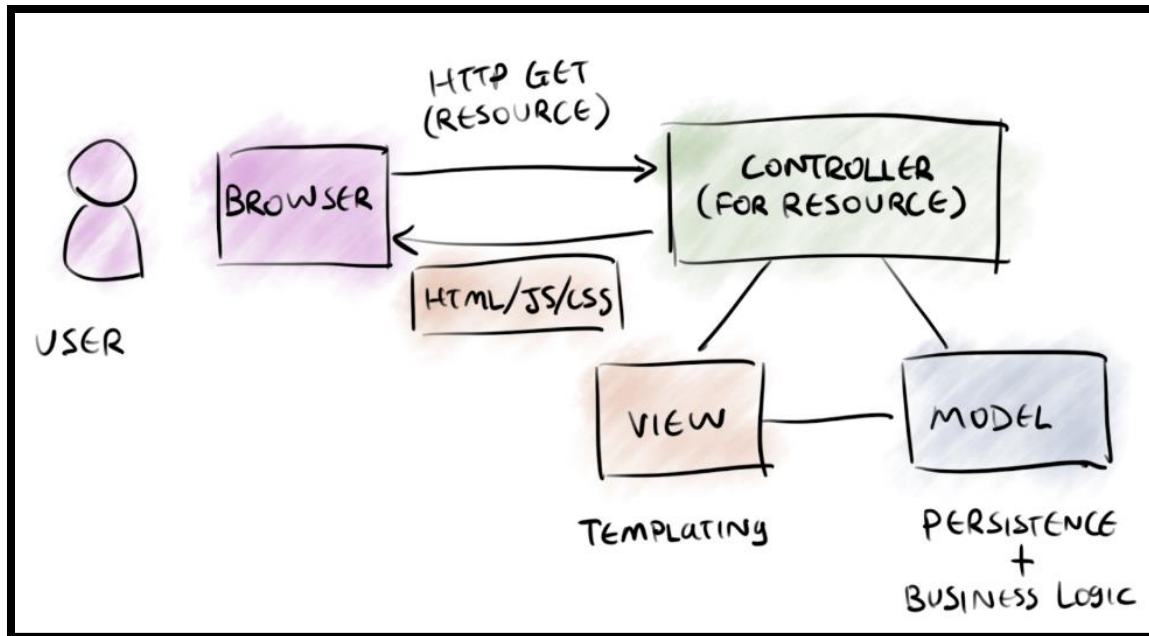 HTTP GET
(RESOURCE)
BROWSER
CONTROLLER
(FOR RESOURCE)
HTML/JS/CSS
USER
VIEW
MODEL
TEMPLATING
PERSISTENCE
+
BUSINESS LOGIC